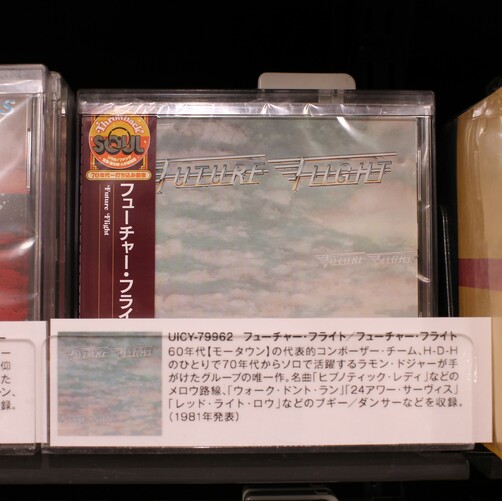 Throwback
SOUL
FUTURE FLIGHT
フューチャー・フライ
Future Flight
FUTURE FLIGHT
UICY-79962 フューチャー・フライト/フューチャー・フライト
60年代【モータウン】の代表的コンポーザー・チーム、H-D-H
のひとりで70年代からソロで活躍するラモン・ドジャーが手
がけたグループの唯一作。名曲「ヒプノティック・レディ」などの
メロウ路線、「ウォーク・ドント・ラン」「24アワー・サーヴィス」
「レッド・ライト・ロウ」などのブギー/ダンサーなどを収録。
(1981年発表)